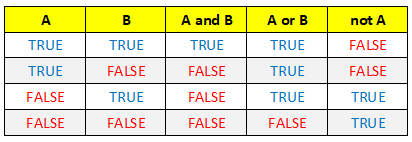 A B A and B A or B not A
TRUE TRUE TRUE TRUE FALSE
TRUE FALSE FALSE TRUE FALSE
FALSE TRUE FALSE TRUE TRUE
FALSE FALSE FALSE FALSE TRUE